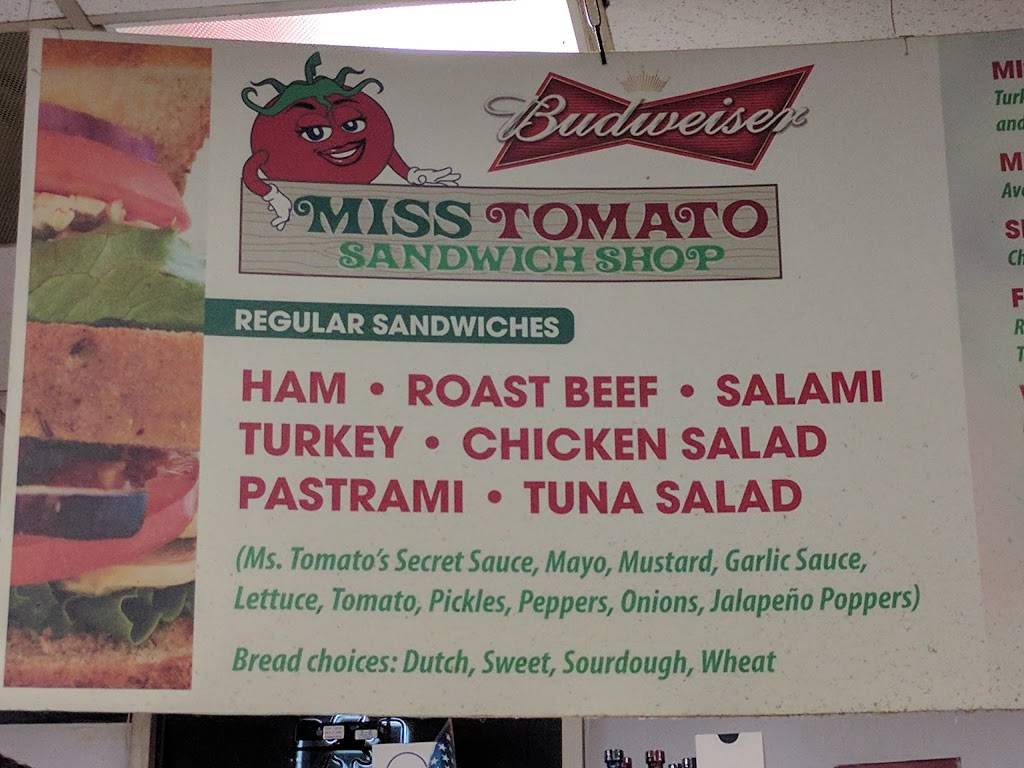 Budweiser
MISS TOMATO
SANDWICH SHOP
REGULAR SANDWICHES
HAM • ROAST BEEF • SALAMI
TURKEY • CHICKEN SALAD
PASTRAMI • TUNA SALAD
(Ms. Tomato's Secret Sauce, Mayo, Mustard, Garlic Sauce,
Lettuce, Tomato, Pickles, Peppers, Onions, Jalapeño Poppers)
Bread choices: Dutch, Sweet, Sourdough, Wheat
and